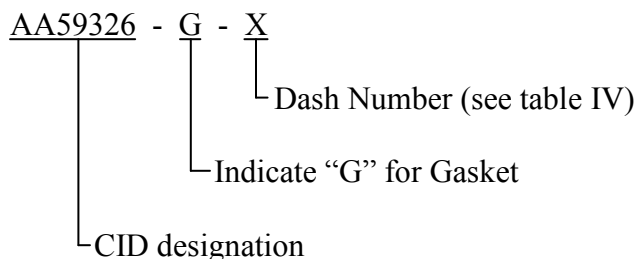 AA59326 - G - X
Dash Number (see table IV)
Indicate “G” for Gasket
CID designation